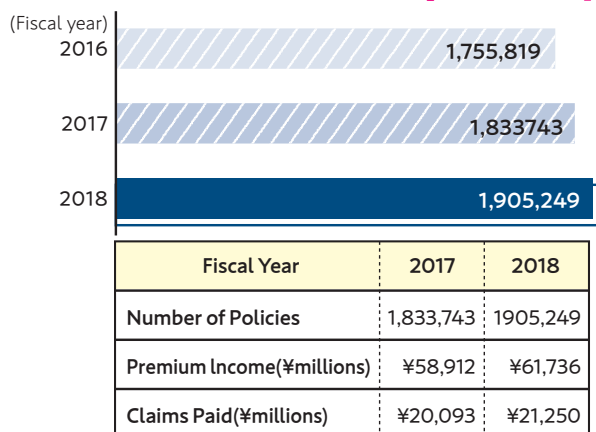 (Fiscal year)
2016 1,755,819
2017 1,833743
2018 1,905,249
Fiscal Year 2017 2018
Number of Policies 1,833,743 1905,249
Premium Income(¥millions) ¥58,912 ¥61,736
Claims Paid(¥millions) ¥20,093 ¥21,250